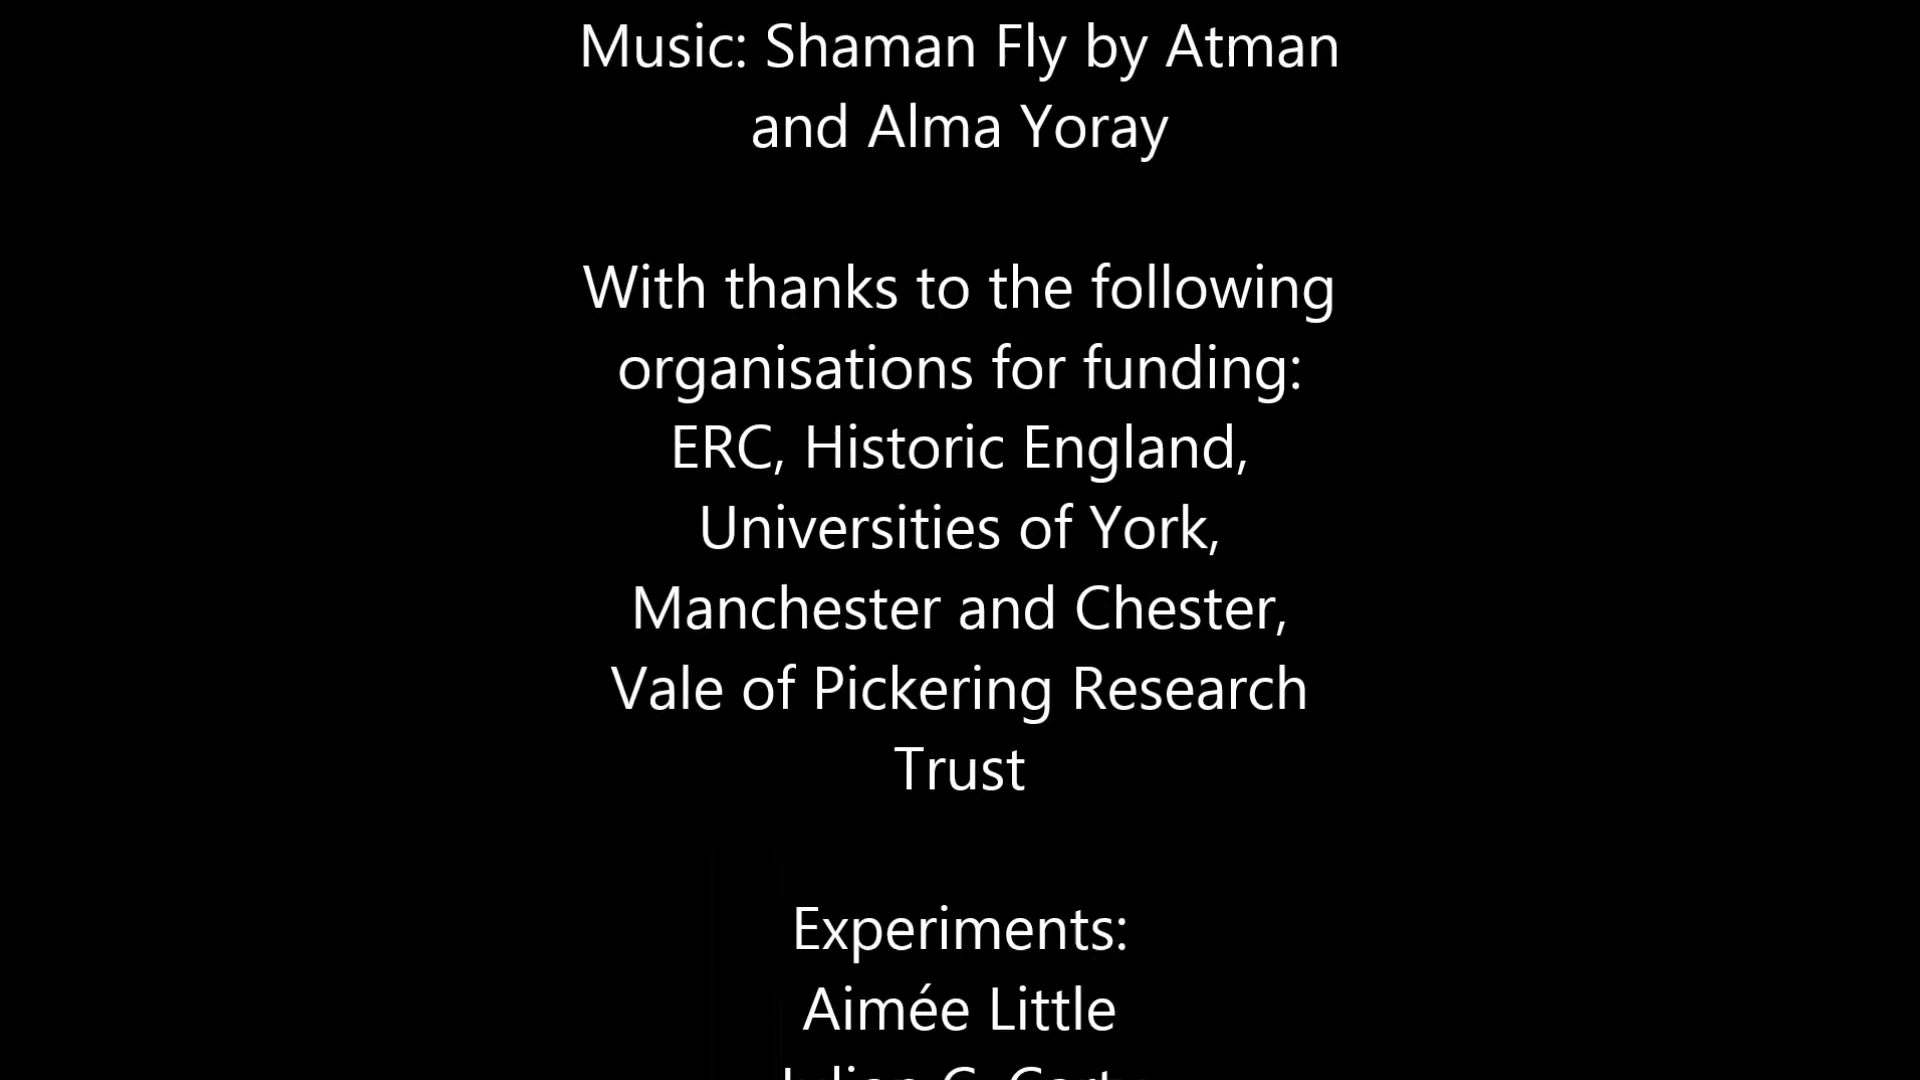 Music: Shaman Fly by Atman
and Alma Yoray
With thanks to the following
organisations for funding:
ERC, Historic England,
Universities of York,
Manchester and Chester,
Vale of Pickering Research
Trust
Experiments:
Aimée Little